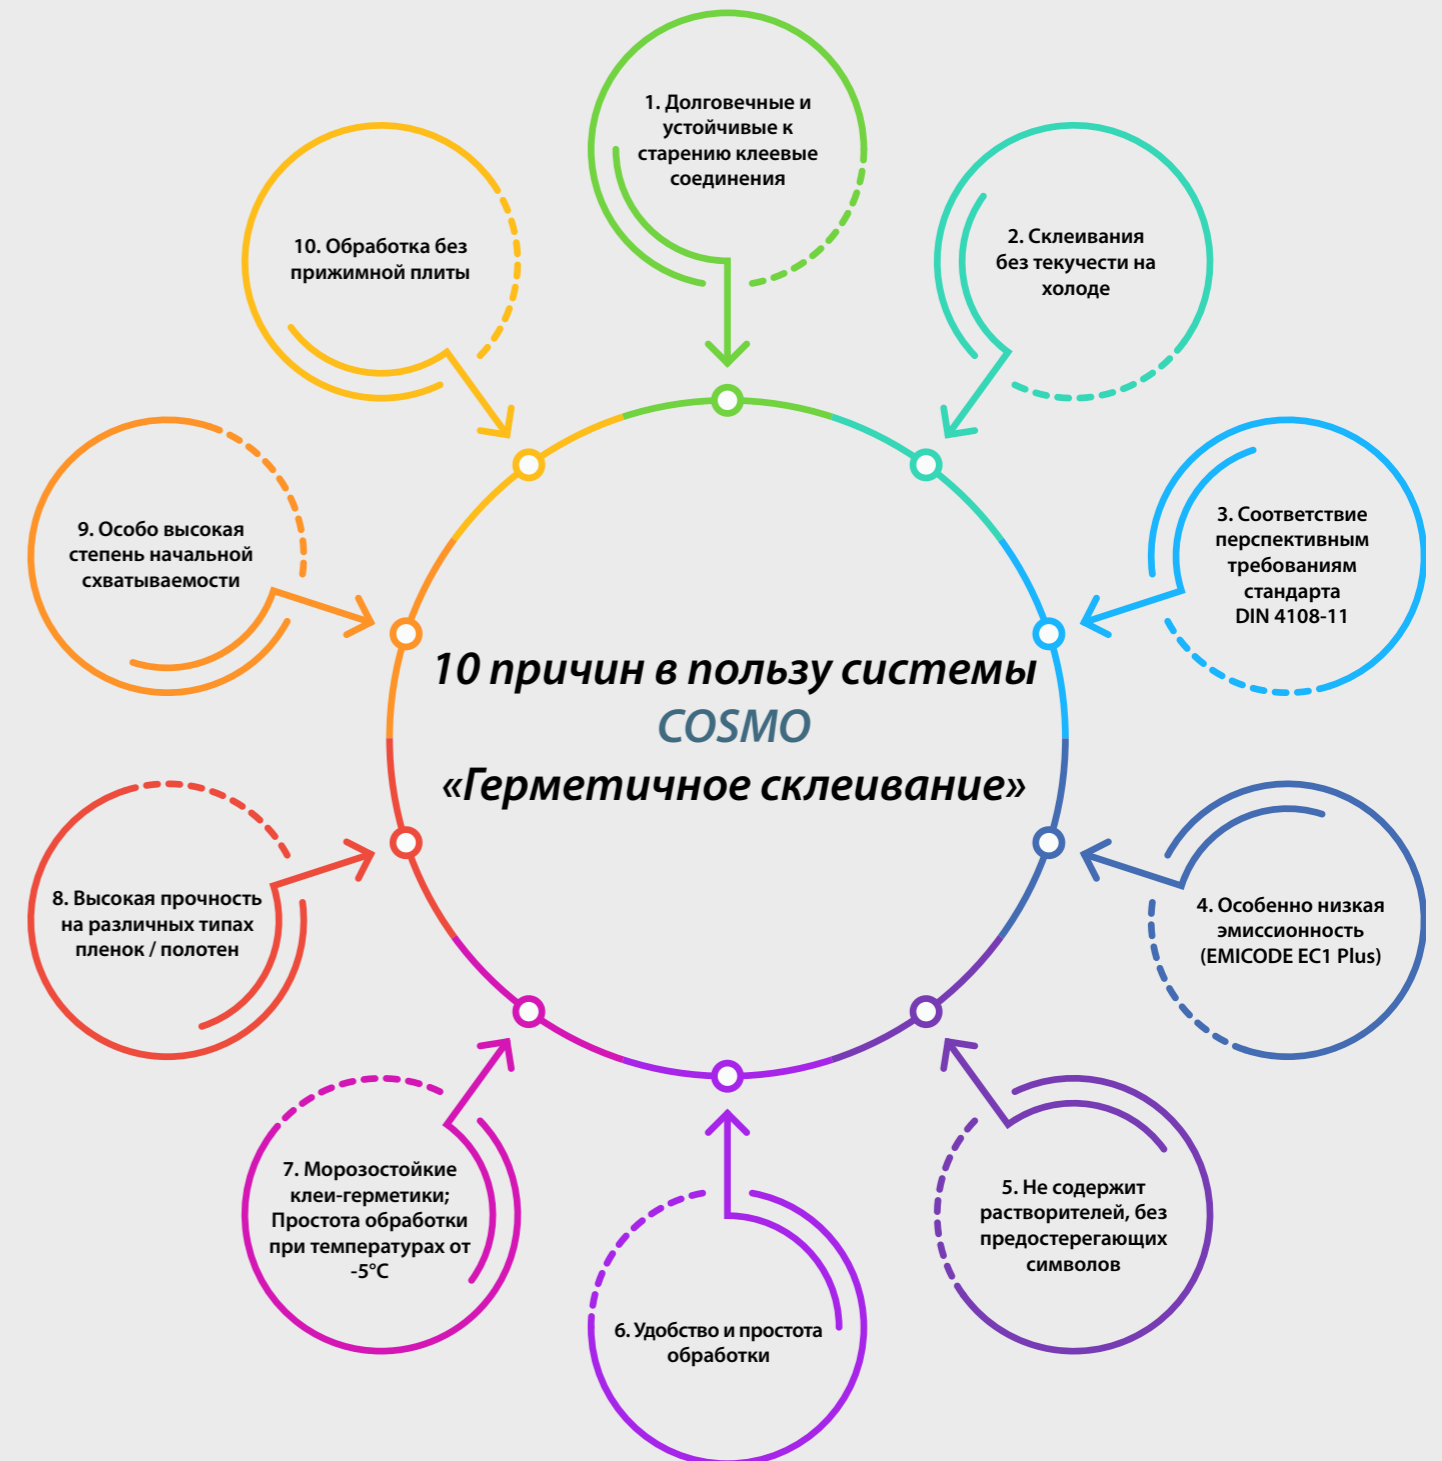 10 причин в пользу системы
COSMO
«Герметичное склеивание»
1. Долговечные и
устойчивые к
старению клеевые
соединения
2. Склеивания
без текучести на
холоде
3. Соответствие
перспективным
требованиям
стандарта
DIN 4108-11
4. Особенно низкая
эмиссионность
(EMICODE EC1 Plus)
5. Не содержит
растворителей, без
предостерегающих
символов
6. Удобство и простота
обработки
7. Морозостойкие
клеи-герметики;
Простота обработки
при температурах от
-5°C
8. Высокая прочность
на различных типах
пленок / полотен
9. Особо высокая
степень начальной
схватываемости
10. Обработка без
прижимной плиты